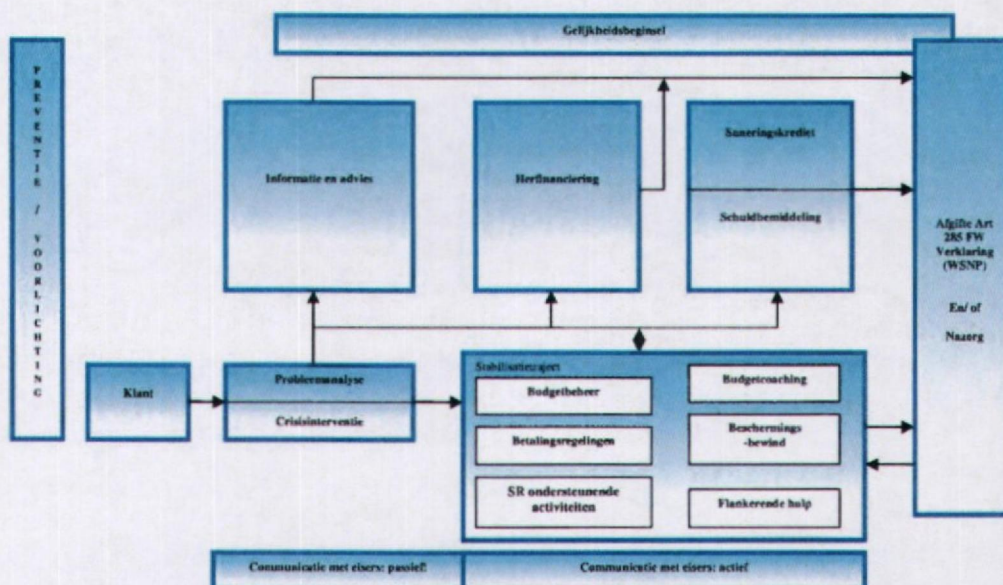 Gelijkheidsbeginsel
PREVENTIE / VOORLICHTING
Informatie en advies
Herfinanciering
Saneringskrediet
Schuldbemiddeling
Afgifte Art
285 FW
Verklaring
(WSNP)
En/ of
Nazorg
Klant
Probleemanalyse
Crisisinterventie
Stabilisatietraject
Budgetbeheer
Budgetcoaching
Betalingsregelingen
Beschermings
-bewind
SR ondersteunende
activiteiten
Flankerende hulp
Communicatie met eisers: passief
Communicatie met eisers: actief